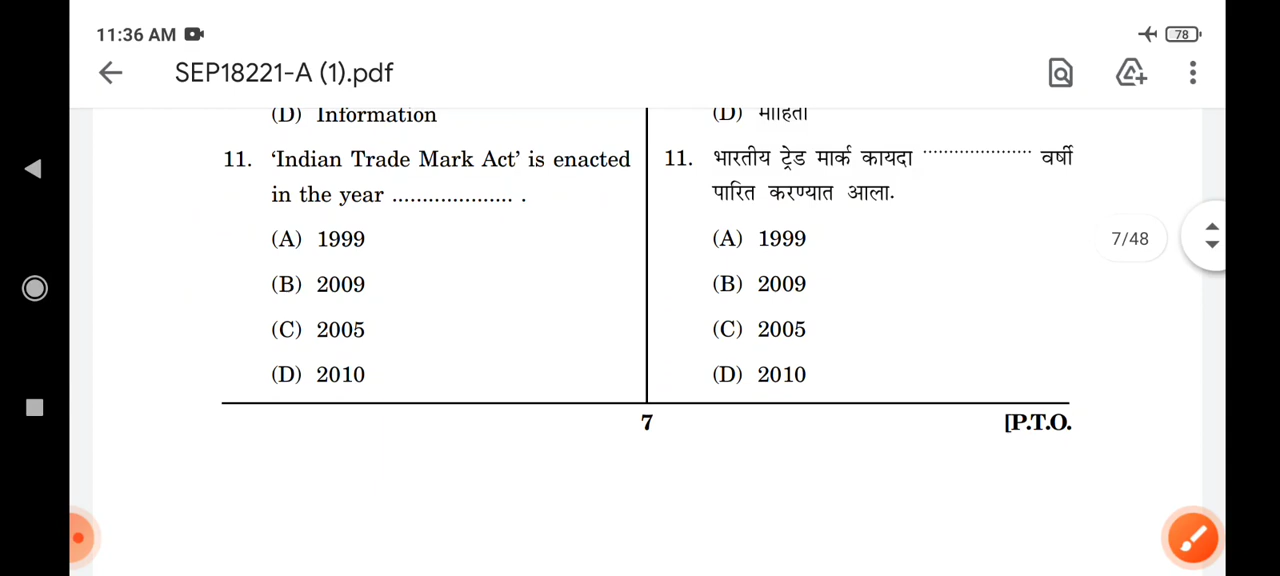 11:36 AM
78
SEP18221-A (1).pdf
(D) Information
11. ‘Indian Trade Mark Act’ is enacted
in the year .................... .
(A) 1999
(B) 2009
(C) 2005
(D) 2010
(D) माहिती
11. भारतीय ट्रेड मार्क कायदा .................... वर्षी
पारित करण्यात आला.
(A) 1999
(B) 2009
(C) 2005
(D) 2010
7/48
7
[P.T.O.